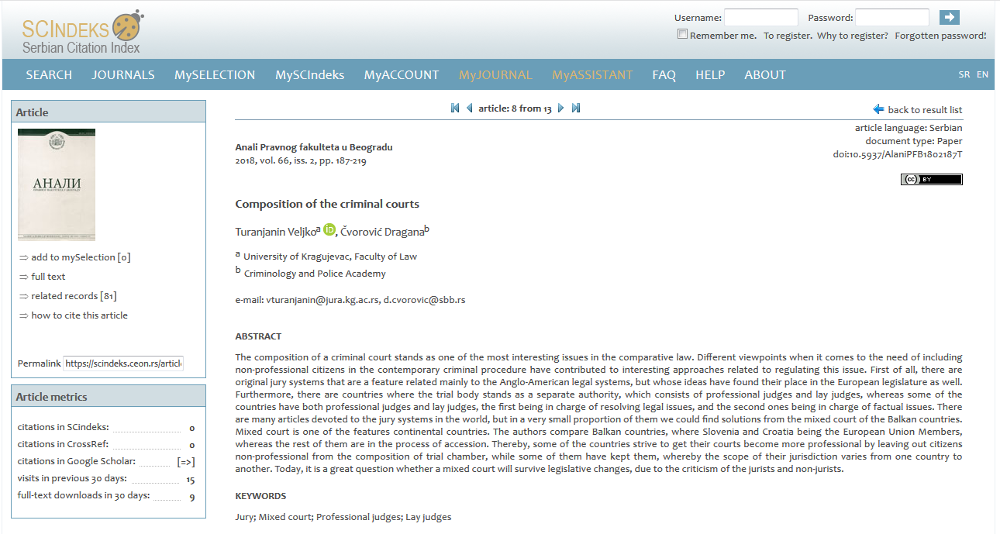 SCINDEKS
Serbian Citation Index
Username:
Password:
Remember me. To register. Why to register? Forgotten password!
SEARCH JOURNALS MySELECTION MySCIndeks MyACCOUNT MyJOURNAL MyASSISTANT FAQ HELP ABOUT SR EN
Article
АНАЛИ
⇒ add to mySelection [0]
⇒ full text
⇒ related records [81]
⇒ how to cite this article
Permalink https://scindeks.ceon.rs/article
Article metrics
citations in SCindeks: 0
citations in CrossRef: 0
citations in Google Scholar: [=>]
visits in previous 30 days: 15
full-text downloads in 30 days: 9
article: 8 from 13
back to result list
article language: Serbian
document type: Paper
doi:10.5937/AlaniPFB1802187T
cc BY
Anali Pravnog fakulteta u Beogradu
2018, vol. 66, iss. 2, pp. 187-219
Composition of the criminal courts
Turanjanin Veljkoa iD, Čvorović Draganab
a University of Kragujevac, Faculty of Law
b Criminology and Police Academy
e-mail: vturanjanin@jura.kg.ac.rs, d.cvorovic@sbb.rs
ABSTRACT
The composition of a criminal court stands as one of the most interesting issues in the comparative law. Different viewpoints when it comes to the need of including
non-professional citizens in the contemporary criminal procedure have contributed to interesting approaches related to regulating this issue. First of all, there are
original jury systems that are a feature related mainly to the Anglo-American legal systems, but whose ideas have found their place in the European legislature as well.
Furthermore, there are countries where the trial body stands as a separate authority, which consists of professional judges and lay judges, whereas some of the
countries have both professional judges and lay judges, the first being in charge of resolving legal issues, and the second ones being in charge of factual issues. There
are many articles devoted to the jury systems in the world, but in a very small proportion of them we could find solutions from the mixed court of the Balkan countries.
Mixed court is one of the features continental countries. The authors compare Balkan countries, where Slovenia and Croatia being the European Union Members,
whereas the rest of them are in the process of accession. Thereby, some of the countries strive to get their courts become more professional by leaving out citizens
non-professional from the composition of trial chamber, while some of them have kept them, whereby the scope of their jurisdiction varies from one country to
another. Today, it is a great question whether a mixed court will survive legislative changes, due to the criticism of the jurists and non-jurists.
KEYWORDS
Jury; Mixed court; Professional judges; Lay judges